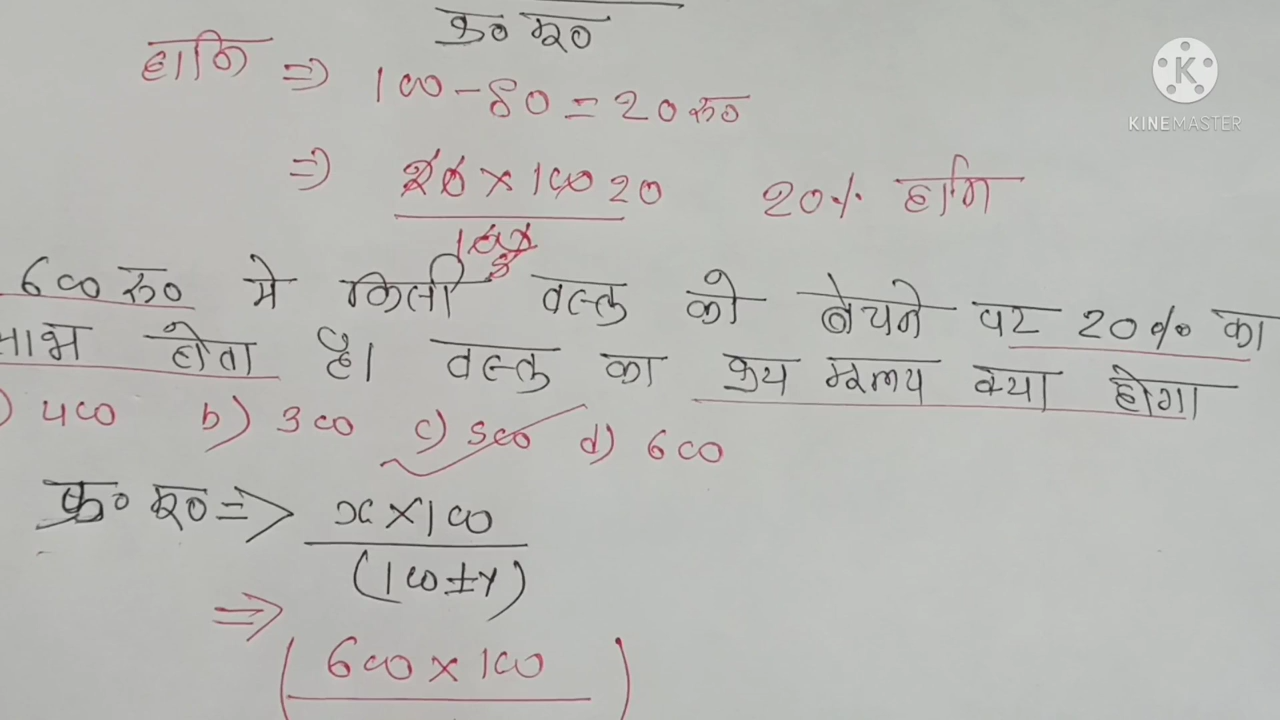 क्र० मू०
हानि ⇒ 100 - 80 = 20 रु०
⇒ 20 × 100 20 20% हानि
100
600 रु० मे किसी वस्तु को बेचने पर 20% का
लाभ होता है। वस्तु का क्रय मूल्य क्या होगा
) 400 b) 300 c) 500 d) 600
क्र० मू० ⇒ x × 100
(100 ± y)
⇒
( 600 × 100 )
KINEMASTER